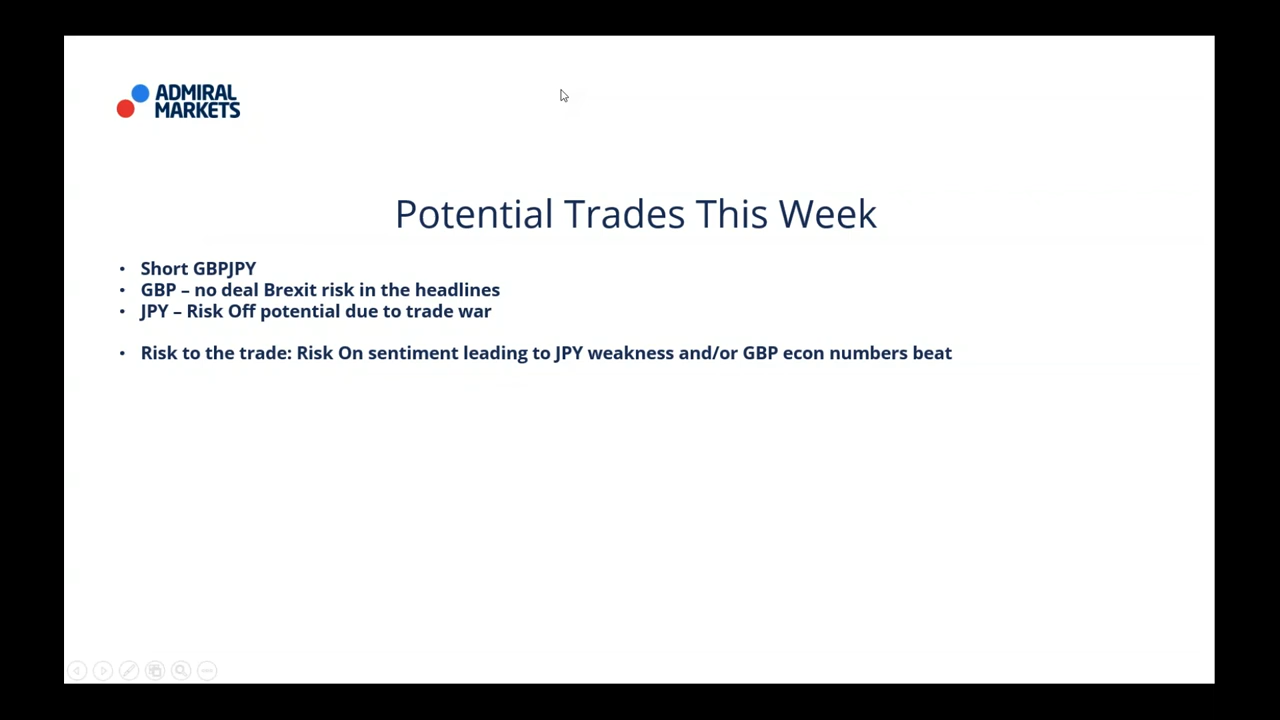 ADMIRAL
MARKETS
Potential Trades This Week
• Short GBPJPY
• GBP – no deal Brexit risk in the headlines
• JPY – Risk Off potential due to trade war
• Risk to the trade: Risk On sentiment leading to JPY weakness and/or GBP econ numbers beat